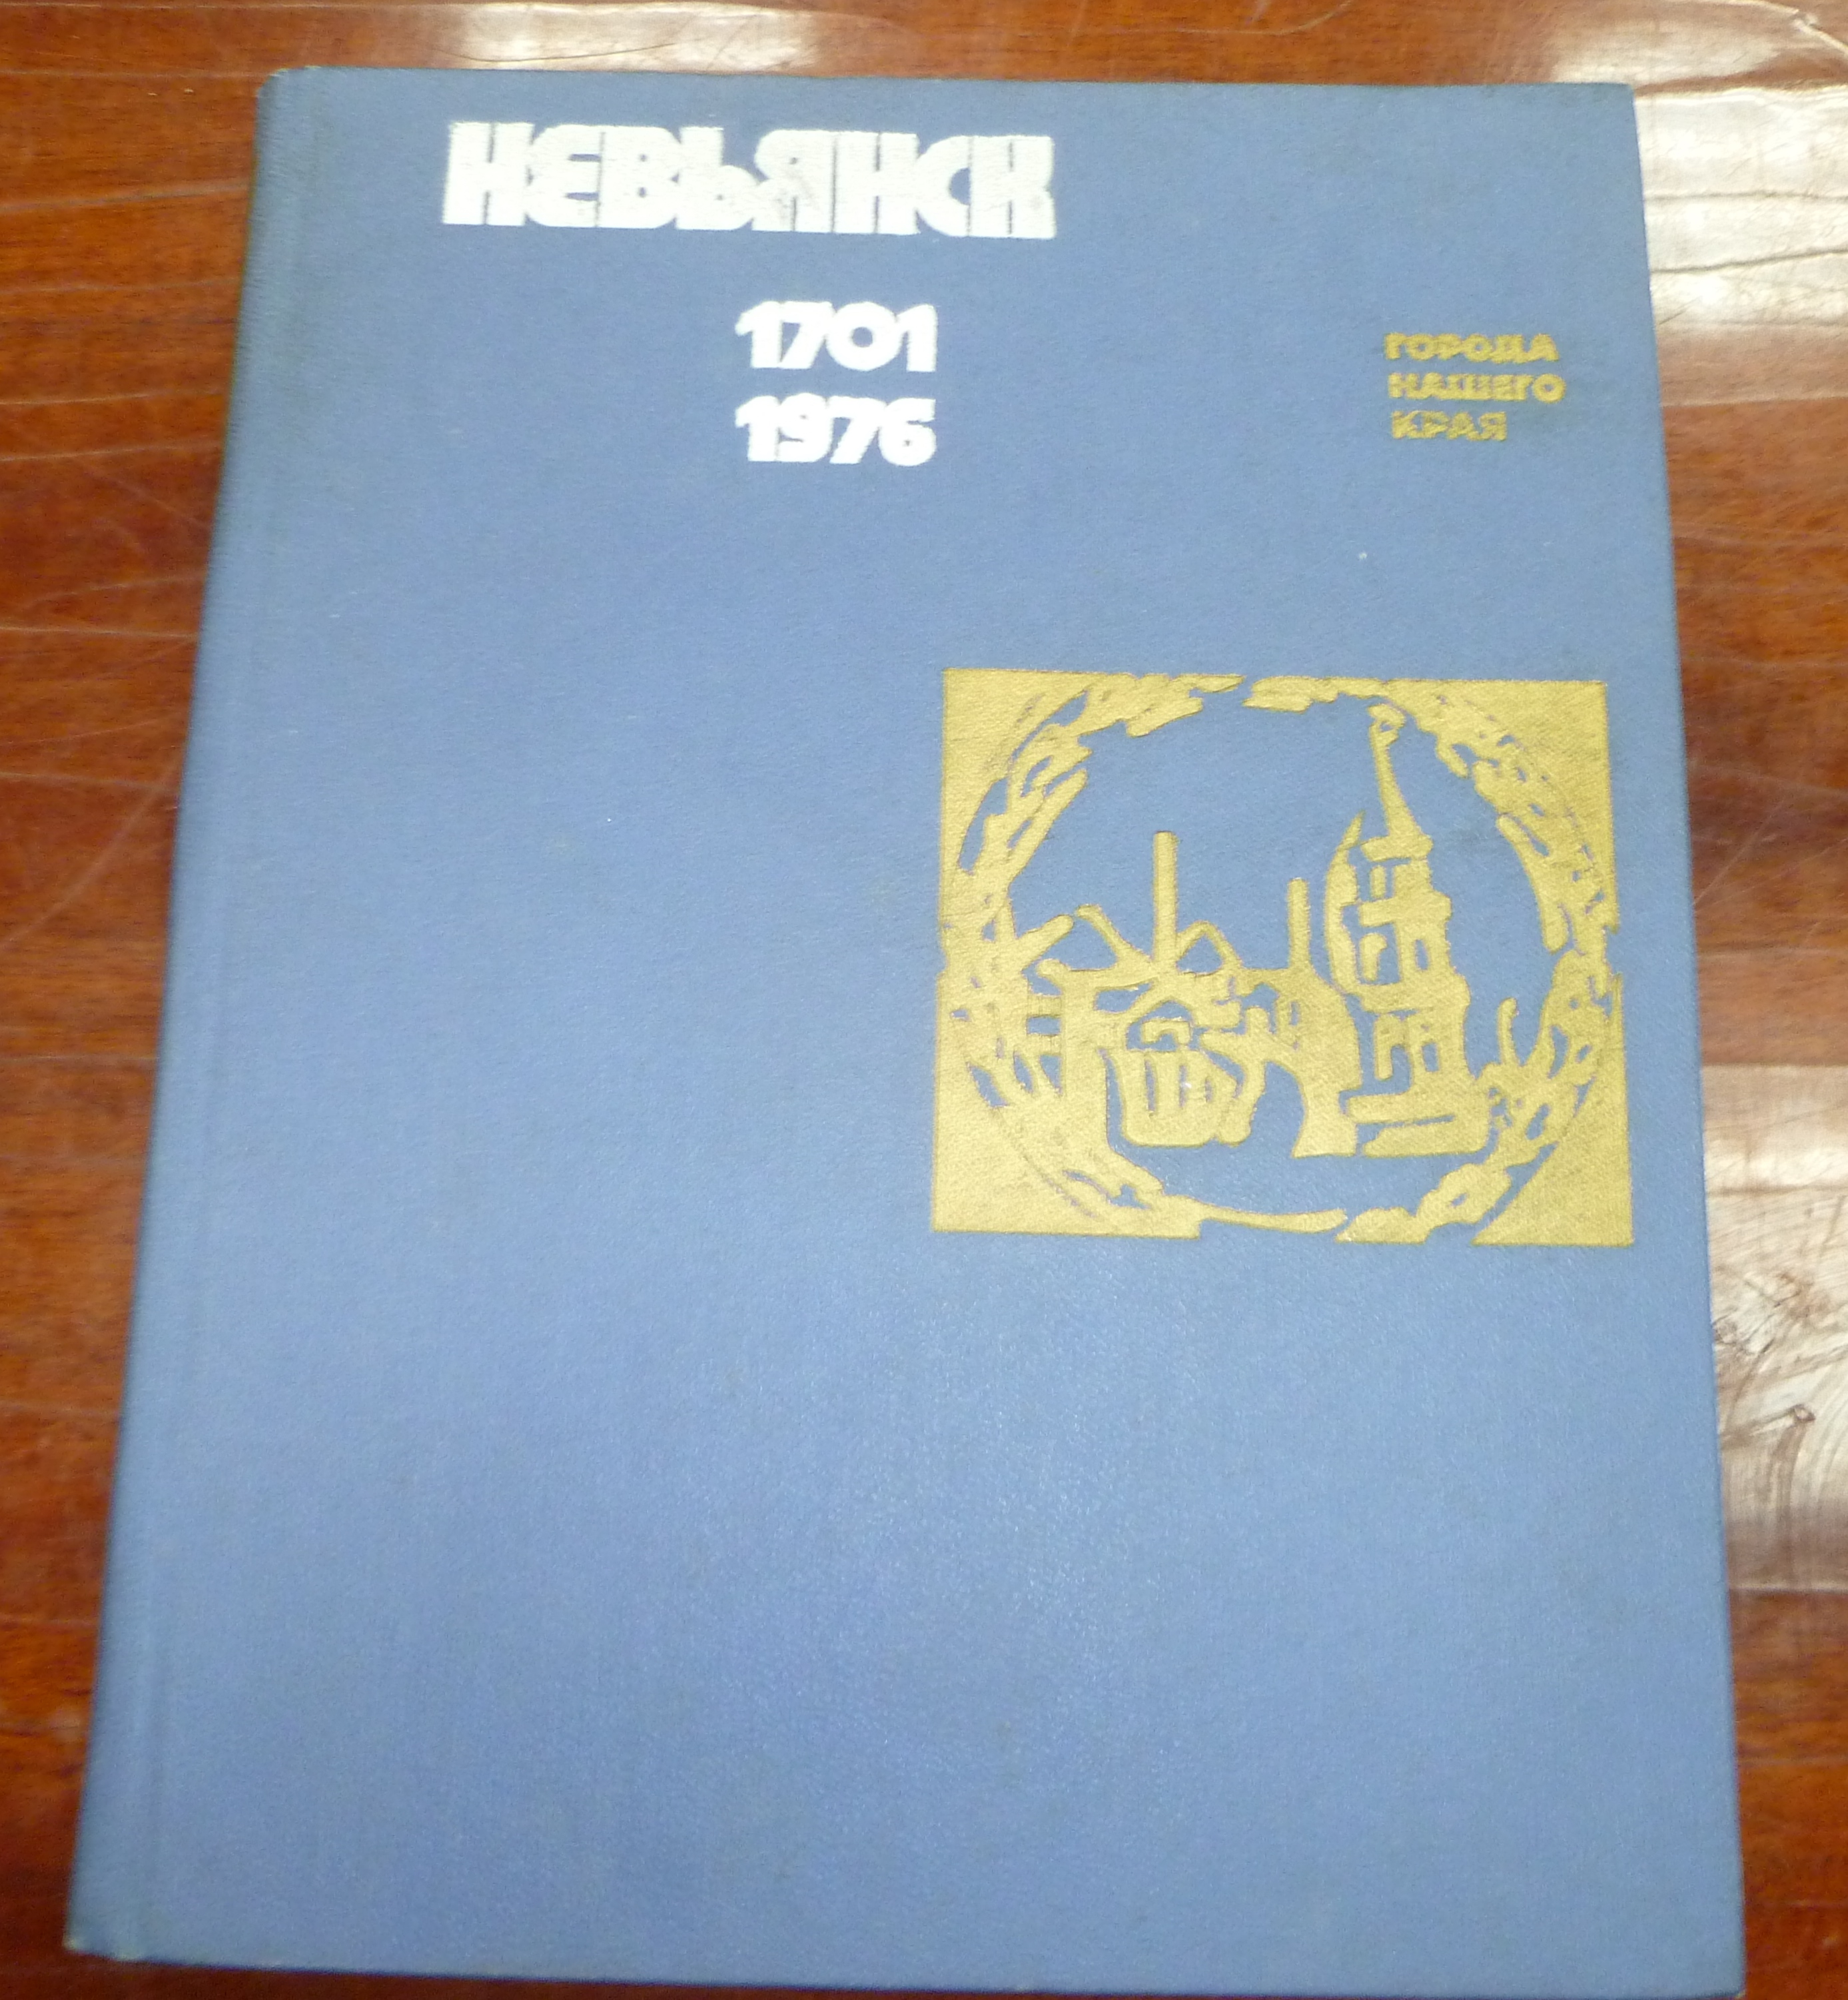 НЕВЬЯНСК
1701
1976
ГОРОДА
НАШЕГО
КРАЯ